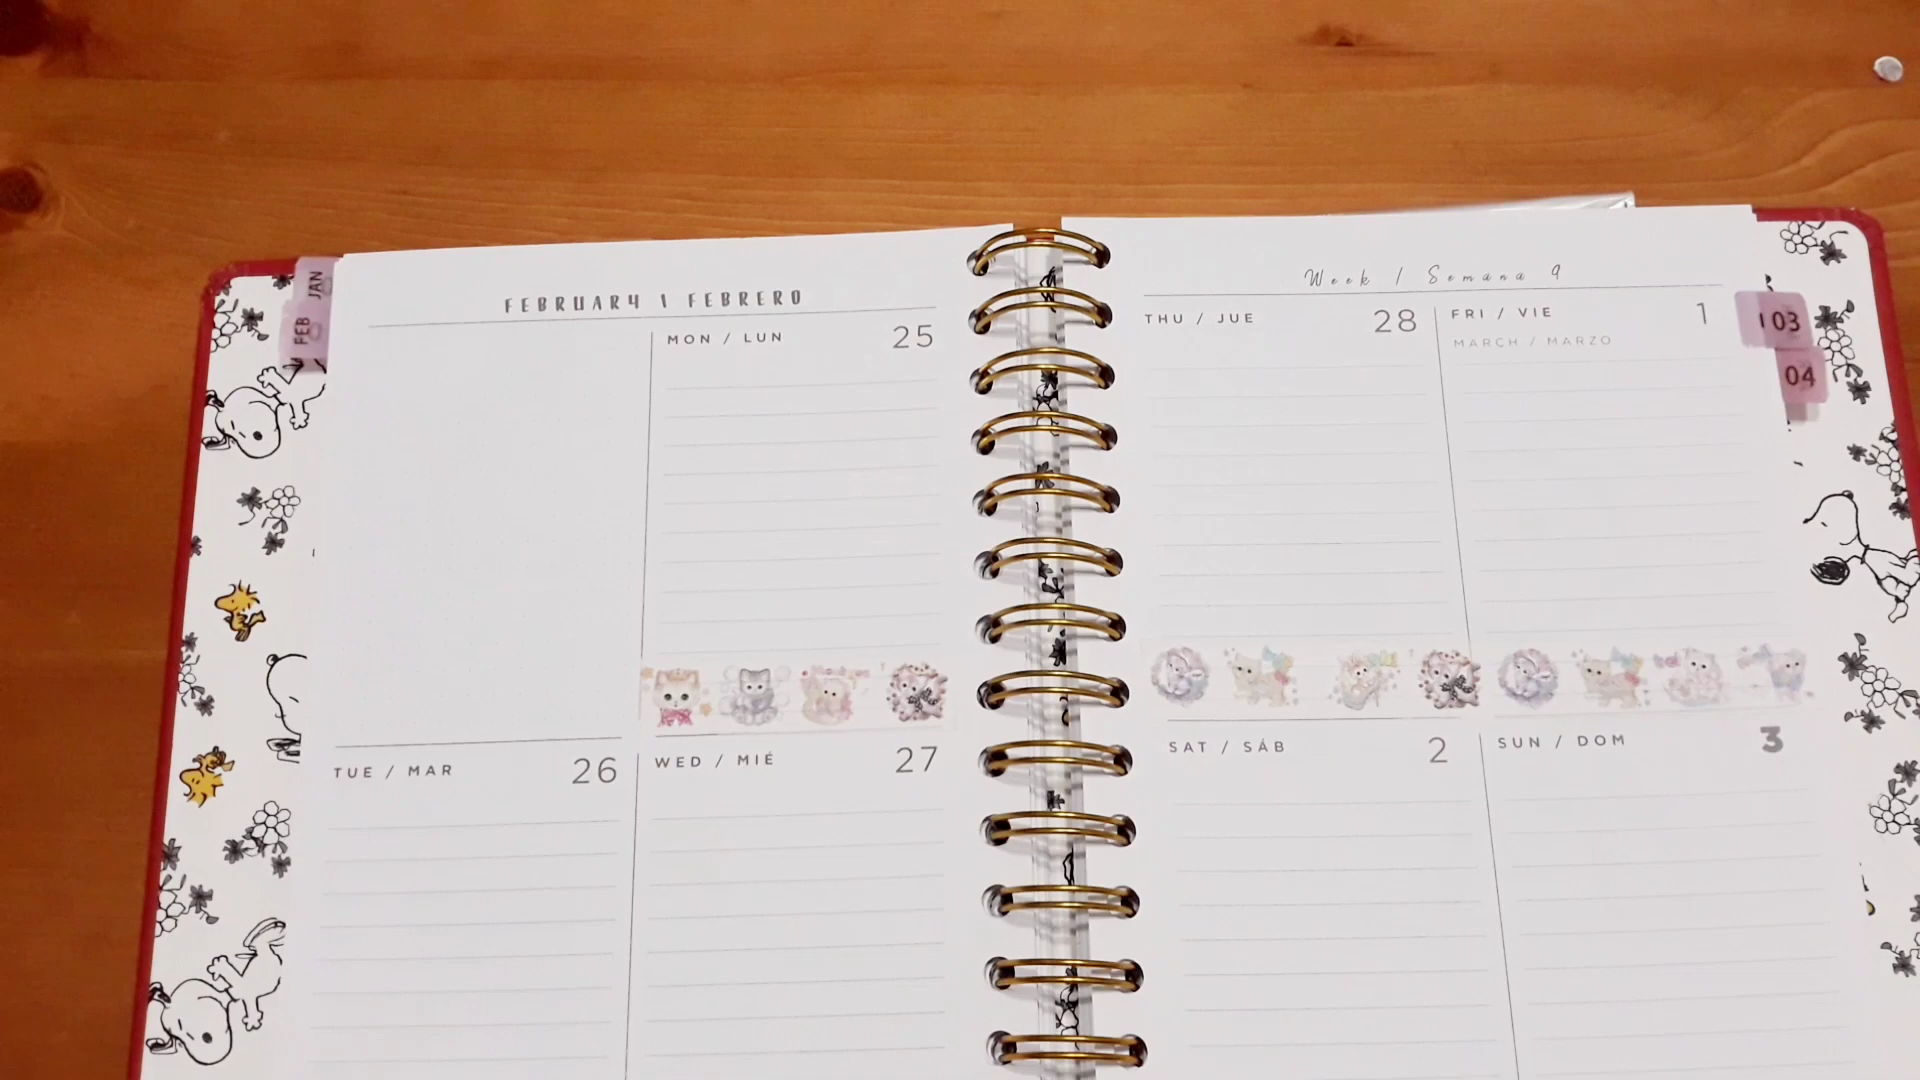 JAN
FEB
FEBRUARY | FEBRERO
MON / LUN 25
TUE / MAR 26
WED / MIÉ 27
Week / Semana 9
THU / JUE 28
FRI / VIE 1
MARCH / MARZO
SAT / SÁB 2
SUN / DOM 3
03
04